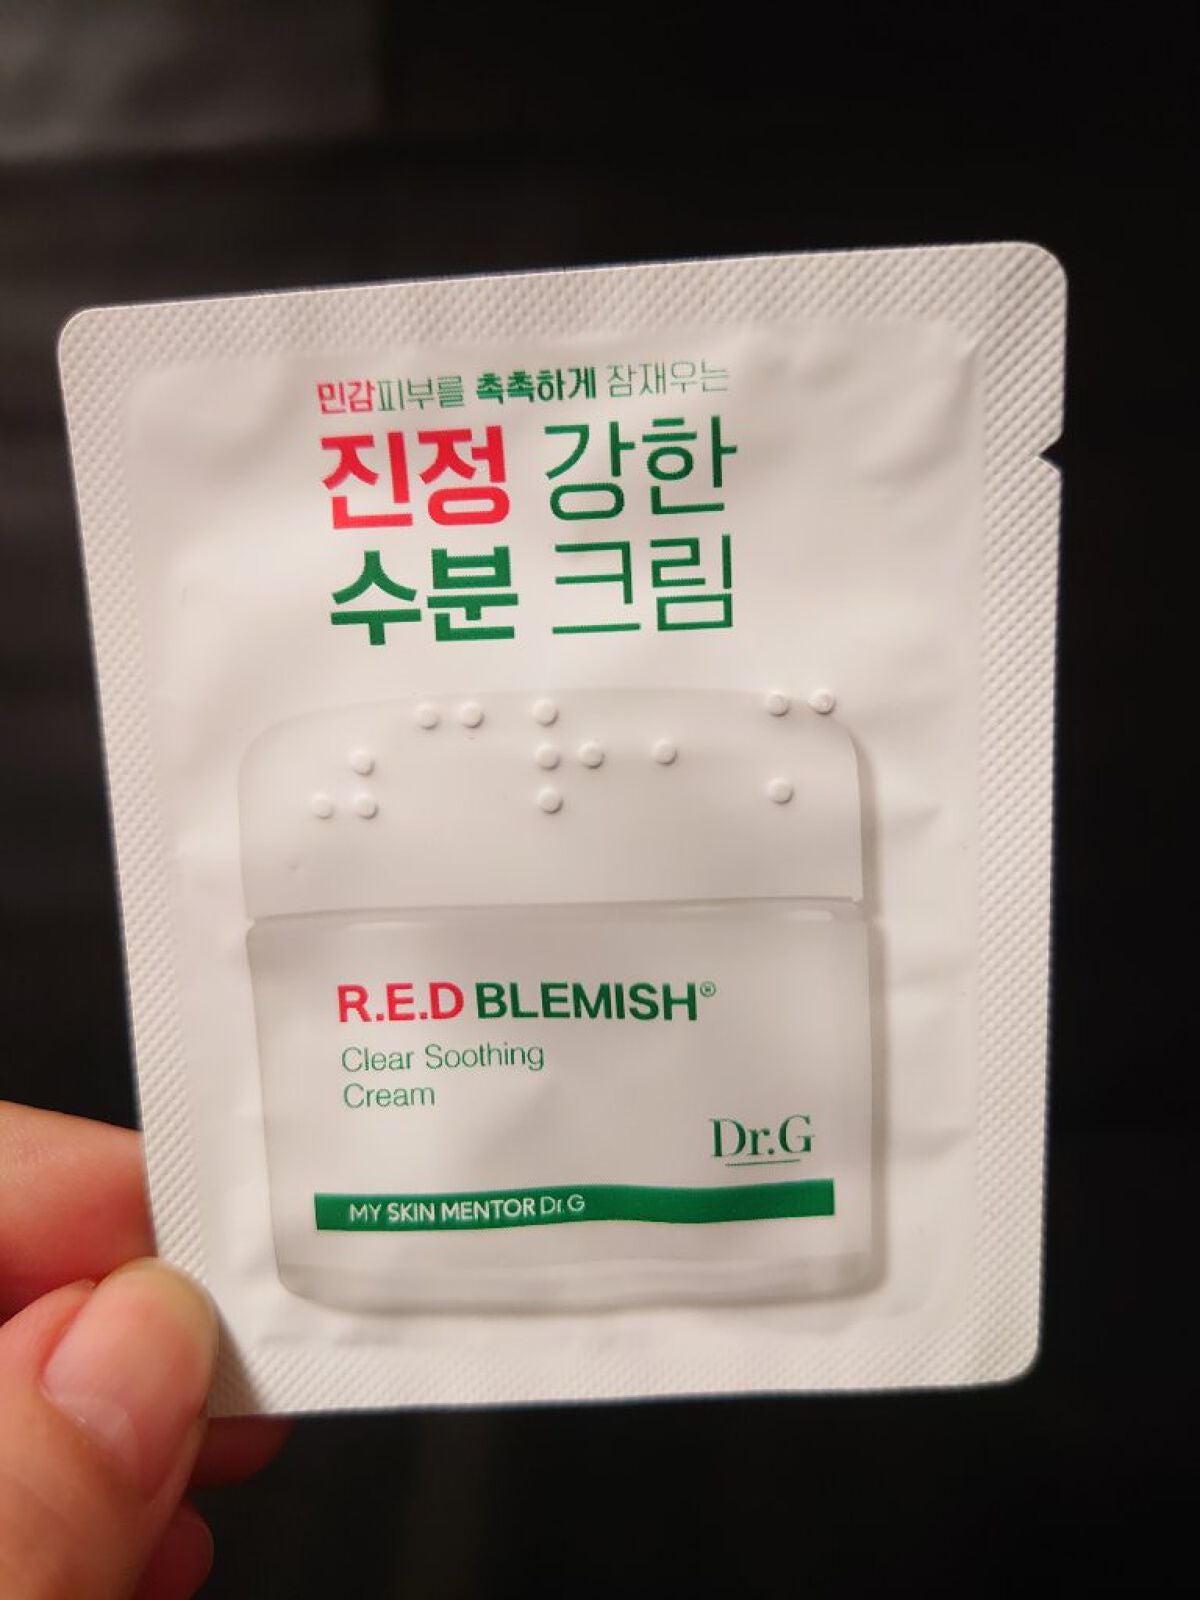 민감피부를 촉촉하게 잠재우는
진정 강한
수분 크림
R.E.D BLEMISH®
Clear Soothing
Cream
Dr.G
MY SKIN MENTOR Dr.G